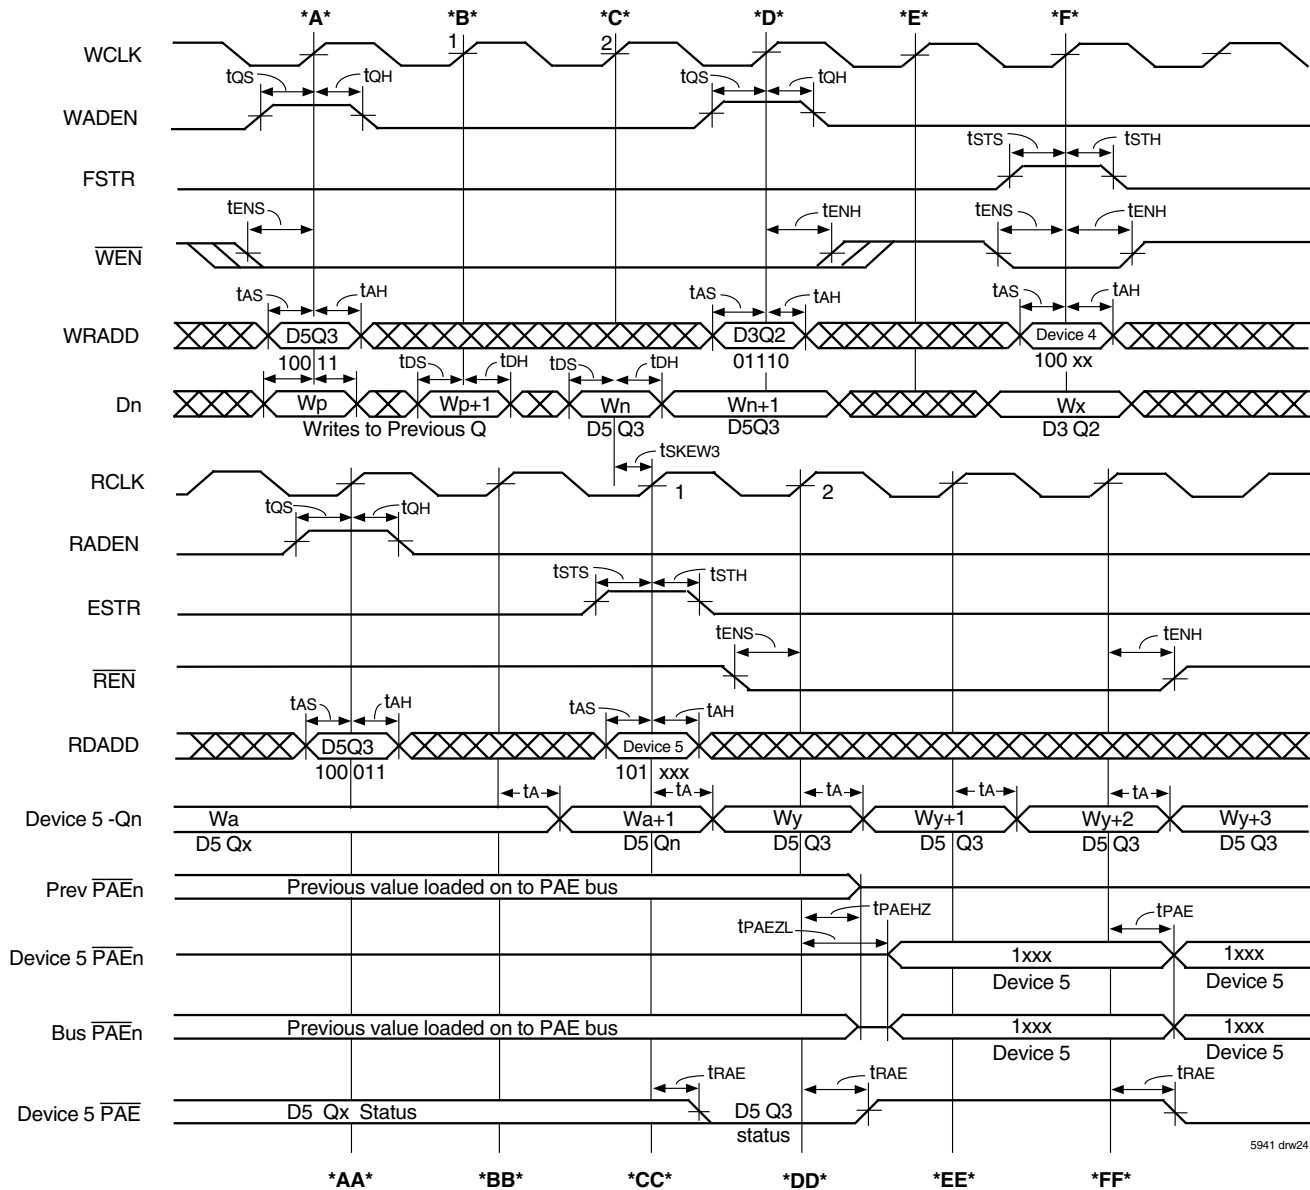 *A* *B* *C* *D* *E* *F*
WCLK 1 2
tQS tQH tQS tQH
WADEN
tSTS tSTH
FSTR
tENS tENH tENS tENH
WEN
tAS tAH tAS tAH tAS tAH
WRADD D5Q3 D3Q2 Device 4
100 11 01110 100 xx
tDS tDH tDS tDH
Dn Wp Wp+1 Wn Wn+1 Wx
Writes to Previous Q D5 Q3 D5Q3 D3 Q2
tSKEW3
RCLK 1 2
tQS tQH
RADEN
tSTS tSTH
ESTR
tENS tENH
REN
tAS tAH tAS tAH
RDADD D5Q3 Device 5
100 011 101 xxx
tA tA tA tA tA
Device 5 -Qn Wa Wa+1 Wy Wy+1 Wy+2 Wy+3
D5 Qx D5 Qn D5 Q3 D5 Q3 D5 Q3 D5 Q3
Prev PAEn Previous value loaded on to PAE bus
tPAEHZ tPAE
tPAEZL
Device 5 PAEn 1xxx 1xxx
Device 5 Device 5
Bus PAEn Previous value loaded on to PAE bus 1xxx 1xxx
Device 5 Device 5
tRAE tRAE tRAE
Device 5 PAE D5 Qx Status D5 Q3
status
5941 drw24
*AA* *BB* *CC* *DD* *EE* *FF*